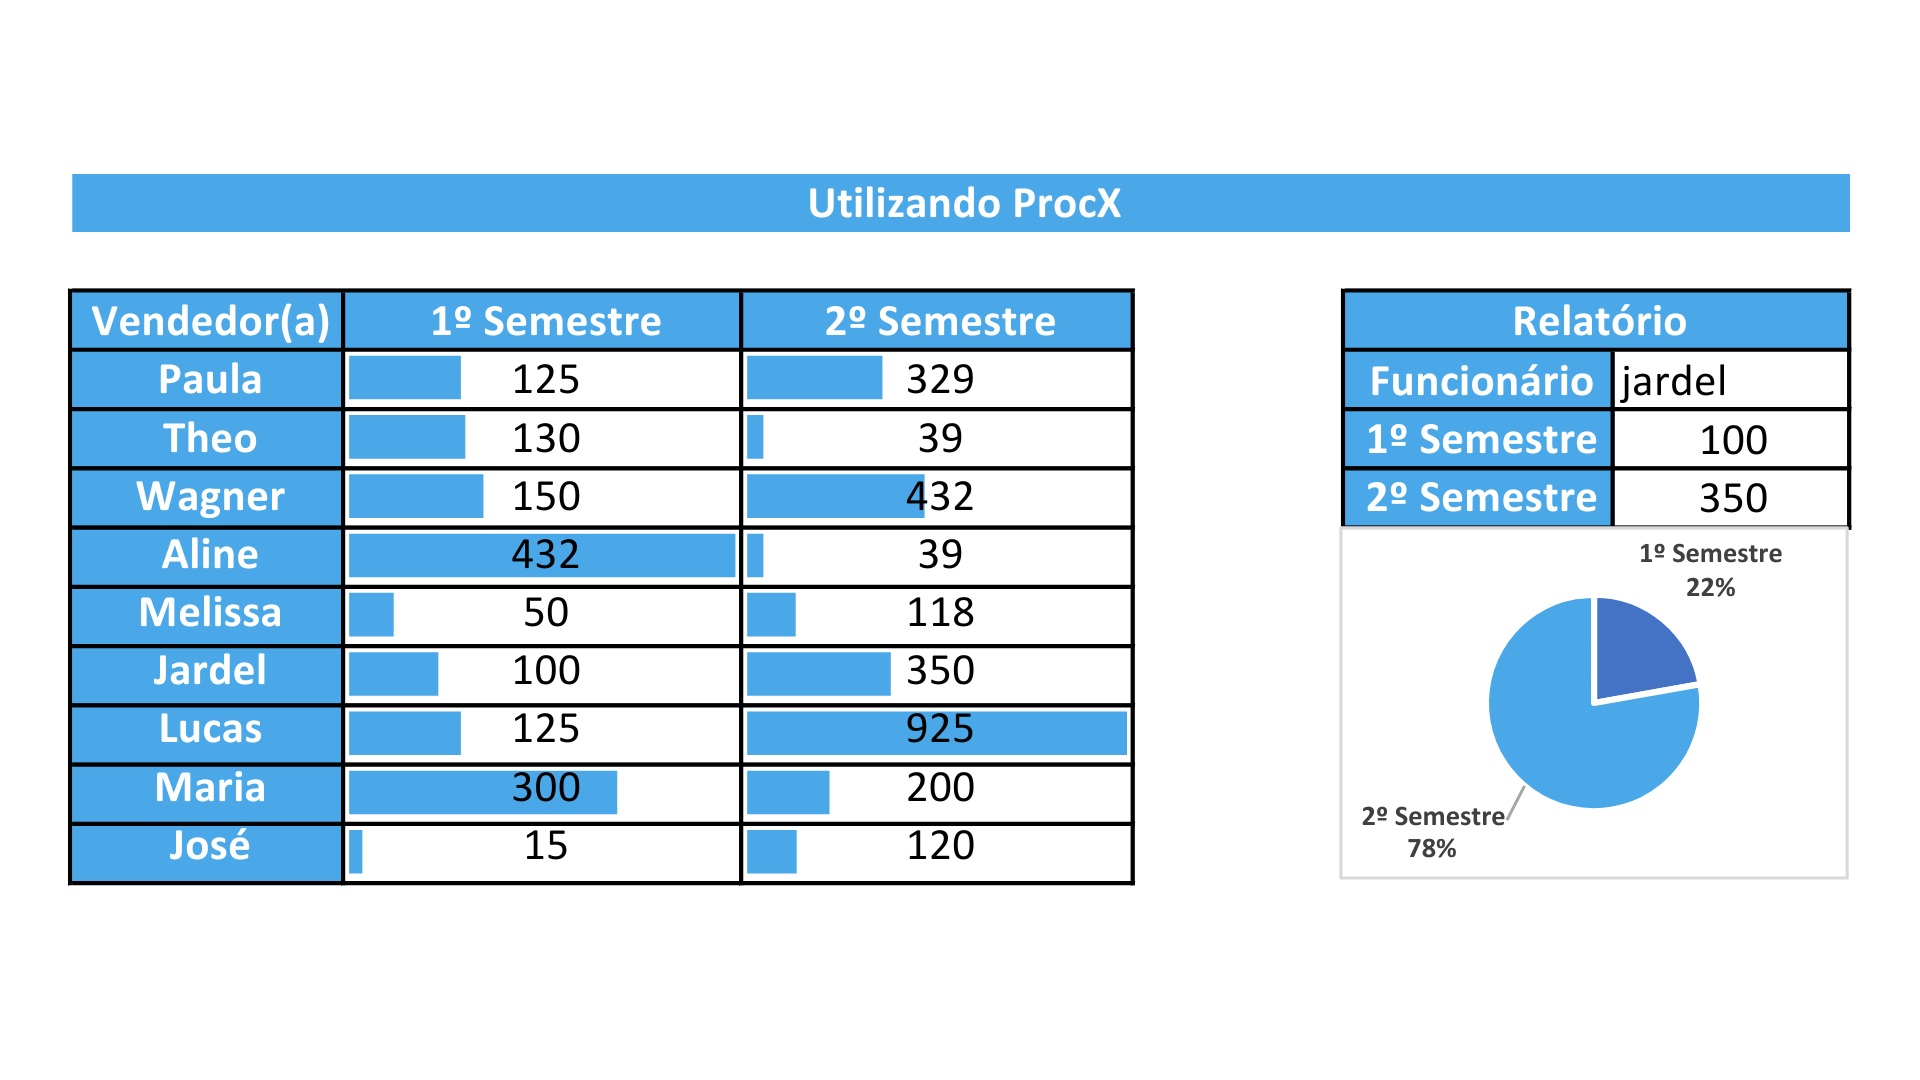 Utilizando ProcX
Vendedor(a) 1º Semestre 2º Semestre
Paula 125 329
Theo 130 39
Wagner 150 432
Aline 432 39
Melissa 50 118
Jardel 100 350
Lucas 125 925
Maria 300 200
José 15 120
Relatório
Funcionário jardel
1º Semestre 100
2º Semestre 350
1º Semestre
22%
2º Semestre
78%